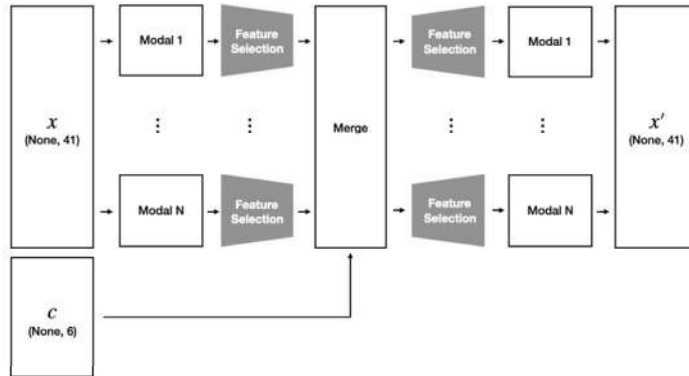 Modal 1
Feature
Selection
Feature
Selection
Modal 1
x
(None, 41)
⋮
⋮
Merge
⋮
⋮
x′
(None, 41)
Modal N
Feature
Selection
Feature
Selection
Modal N
c
(None, 6)